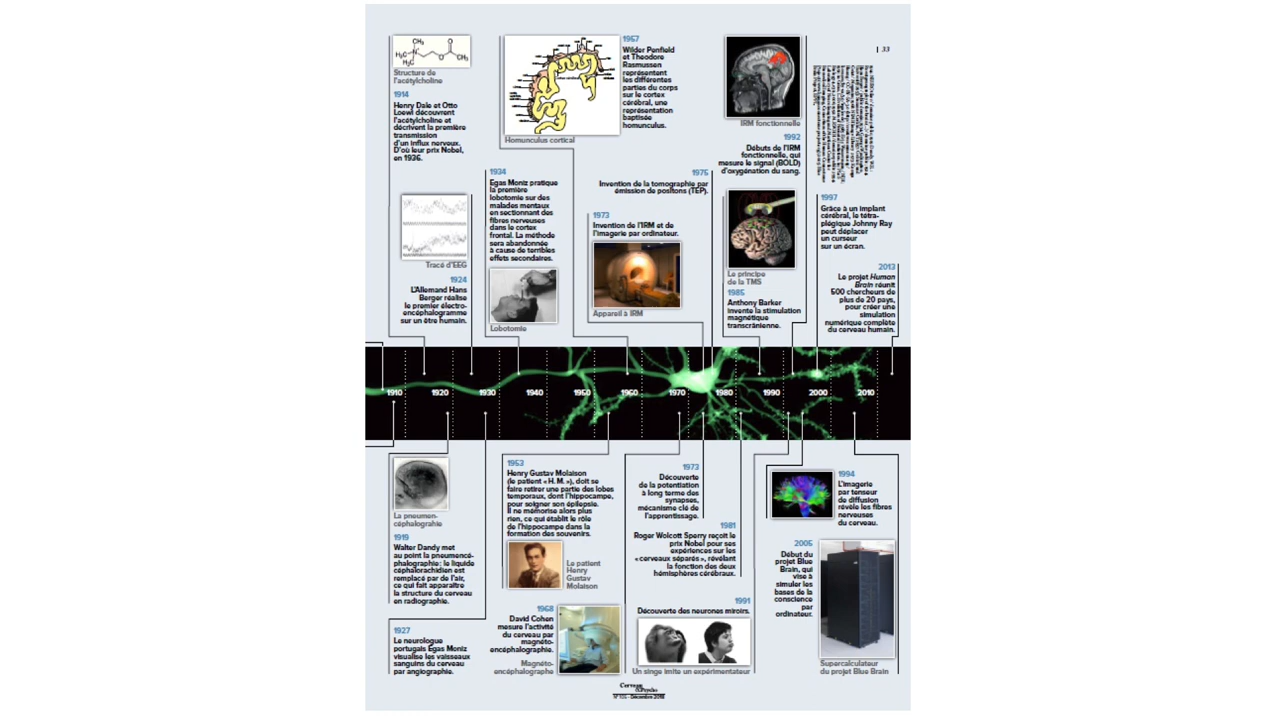 CH₃
O
H₃C
N⁺
CH₃
O
CH₃
Structure de
l'acétylcholine
1914
Henry Dale et Otto
Loewi découvrent
l'acétylcholine et
décrivent la première
transmission
d'un influx nerveux.
D'où leur prix Nobel,
en 1936.
Tracé d'EEG
1924
L'Allemand Hans
Berger réalise
le premier électro-
encéphalogramme
sur un être humain.
Homunculus cortical
1957
Wilder Penfield
et Theodore
Rasmussen
représentent
les différentes
parties du corps
sur le cortex
cérébral, une
représentation
baptisée
homunculus.
1934
Egas Moniz pratique
la première
lobotomie sur des
malades mentaux
en sectionnant des
fibres nerveuses
dans le cortex
frontal. La méthode
sera abandonnée
à cause de terribles
effets secondaires.
Lobotomie
1975
Invention de la tomographie par
émission de positons (TEP).
1973
Invention de l'IRM et de
l'imagerie par ordinateur.
Appareil à IRM
IRM fonctionnelle
1992
Débuts de l'IRM
fonctionnelle, qui
mesure le signal (BOLD)
d'oxygénation du sang.
Le principe
de la TMS
1985
Anthony Barker
invente la stimulation
magnétique
transcrânienne.
33
1997
Grâce à un implant
cérébral, le tétra-
plégique Johnny Ray
peut déplacer
un curseur
sur un écran.
2013
Le projet Human
Brain réunit
500 chercheurs de
plus de 20 pays,
pour créer une
simulation
numérique complète
du cerveau humain.
1910 1920 1930 1940 1950 1960 1970 1980 1990 2000 2010
La pneumen-
céphalograhie
1919
Walter Dandy met
au point la pneumencé-
phalographie : le liquide
céphalorachidien est
remplacé par de l'air,
ce qui fait apparaître
la structure du cerveau
en radiographie.
1927
Le neurologue
portugais Egas Moniz
visualise les vaisseaux
sanguins du cerveau
par angiographie.
1953
Henry Gustav Molaison
(le patient « H. M. »), doit se
faire retirer une partie des lobes
temporaux, dont l'hippocampe,
pour soigner son épilepsie.
Il ne mémorise alors plus
rien, ce qui établit le rôle
de l'hippocampe dans la
formation des souvenirs.
Le patient
Henry
Gustav
Molaison
1968
David Cohen
mesure l'activité
du cerveau par
magnéto-
encéphalographie.
Magnéto-
encéphalographe
1973
Découverte
de la potentiation
à long terme des
synapses,
mécanisme clé de
l'apprentissage.
1981
Roger Wolcott Sperry reçoit le
prix Nobel pour ses
expériences sur les
« cerveaux séparés », révélant
la fonction des deux
hémisphères cérébraux.
1991
Découverte des neurones miroirs.
Un singe imite un expérimentateur
1994
L'imagerie
par tenseur
de diffusion
révèle les fibres
nerveuses
du cerveau.
2005
Début du
projet Blue
Brain, qui
vise à
simuler les
bases de la
conscience
par
ordinateur.
Supercalculateur
du projet Blue Brain
Cerveau
&Psycho
Décembre 2018